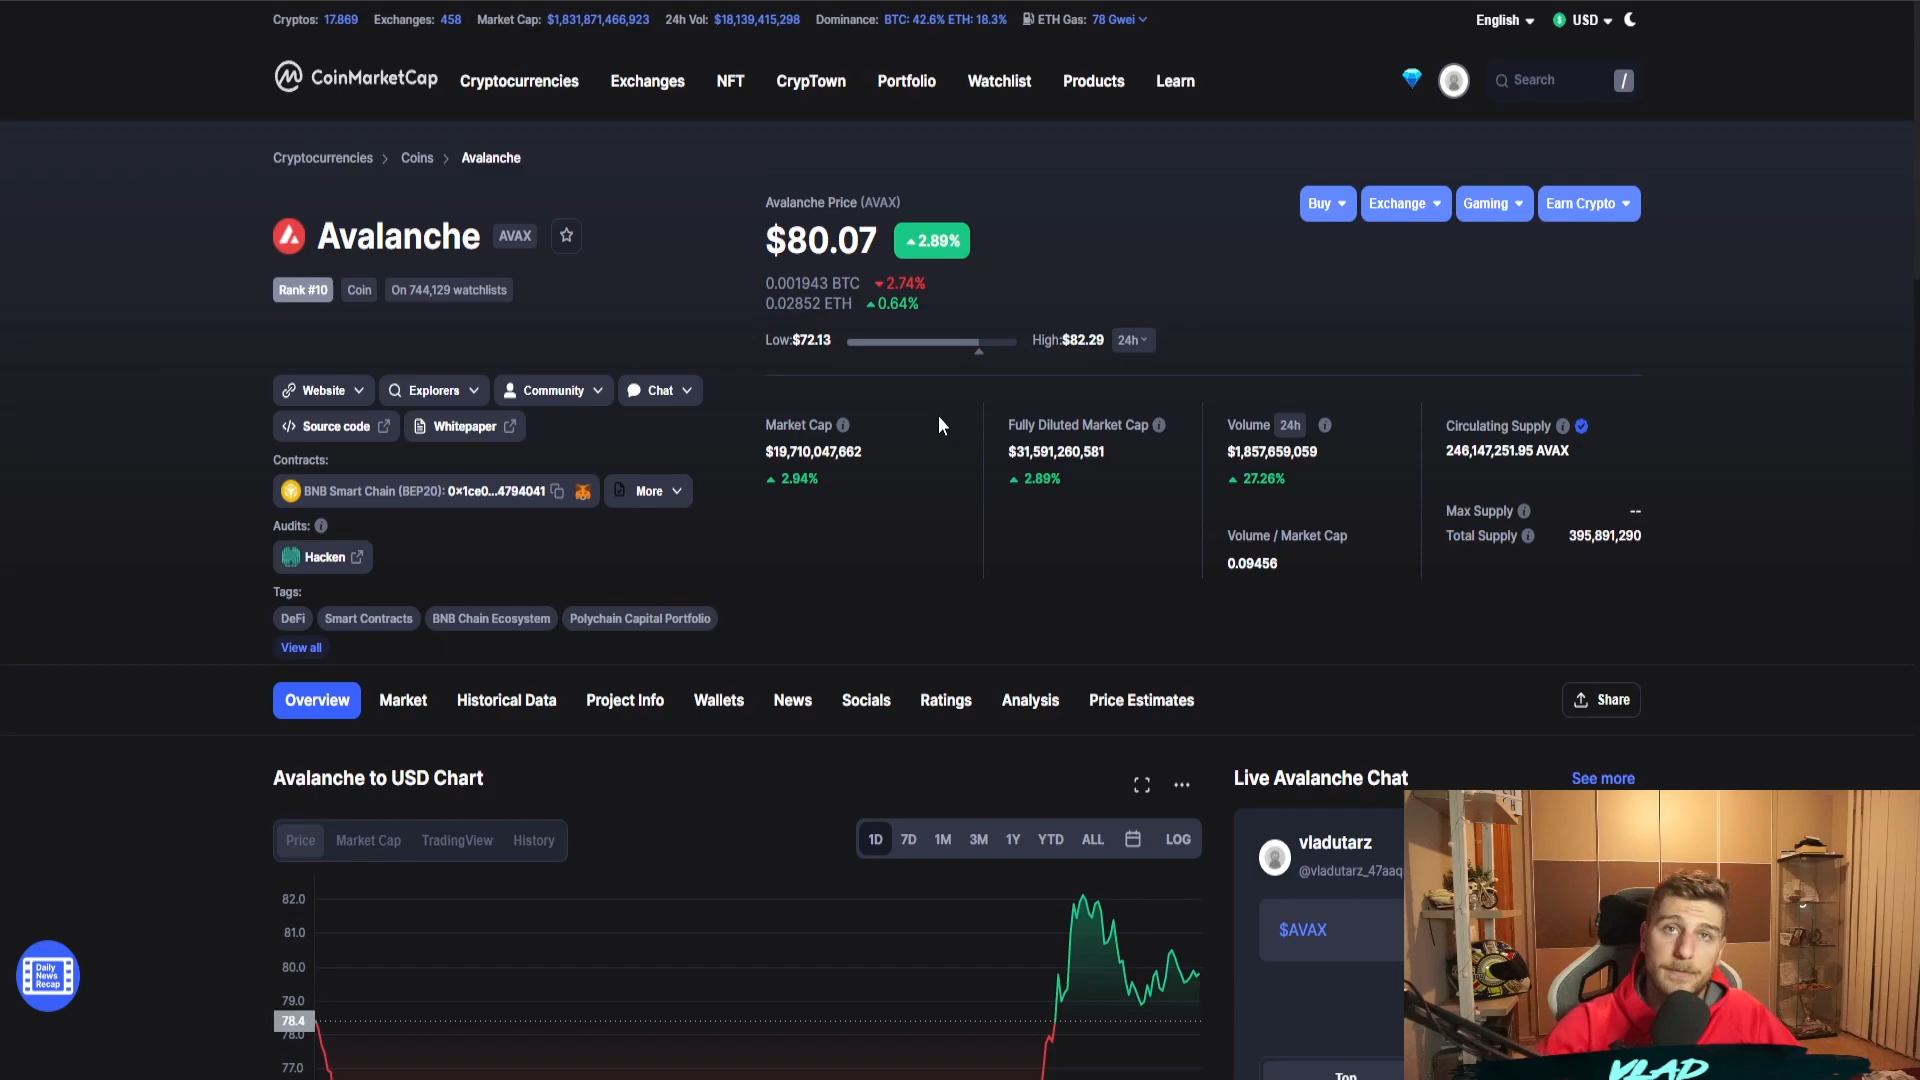 Cryptos: 17.869 Exchanges: 458 Market Cap: $1,831,871,466,923 24h Vol: $18,139,415,298 Dominance: BTC: 42.6% ETH: 18.3% ETH Gas: 78 Gwei English USD
CoinMarketCap Cryptocurrencies Exchanges NFT CrypTown Portfolio Watchlist Products Learn Search /
Cryptocurrencies Coins Avalanche
Avalanche Price (AVAX)
Buy Exchange Gaming Earn Crypto
Avalanche AVAX
$80.07 2.89%
Rank #10 Coin On 744,129 watchlists
0.001943 BTC 2.74%
0.02852 ETH 0.64%
Low:$72.13 High:$82.29 24h
Website Explorers Community Chat
Source code Whitepaper
Contracts:
BNB Smart Chain (BEP20): 0x1ce0...4794041 More
Audits:
Hacken
Tags:
DeFi Smart Contracts BNB Chain Ecosystem Polychain Capital Portfolio
View all
Market Cap
$19,710,047,662
2.94%
Fully Diluted Market Cap
$31,591,260,581
2.89%
Volume 24h
$1,857,659,059
27.26%
Volume / Market Cap
0.09456
Circulating Supply
246,147,251.95 AVAX
Max Supply --
Total Supply 395,891,290
Overview Market Historical Data Project Info Wallets News Socials Ratings Analysis Price Estimates Share
Avalanche to USD Chart
Price Market Cap TradingView History
1D 7D 1M 3M 1Y YTD ALL LOG
82.0
81.0
80.0
79.0
78.4
78.0
77.0
Live Avalanche Chat See more
vladutarz
@vladutarz_47aaq
$AVAX
Top
Daily
News
Recap
VLAD